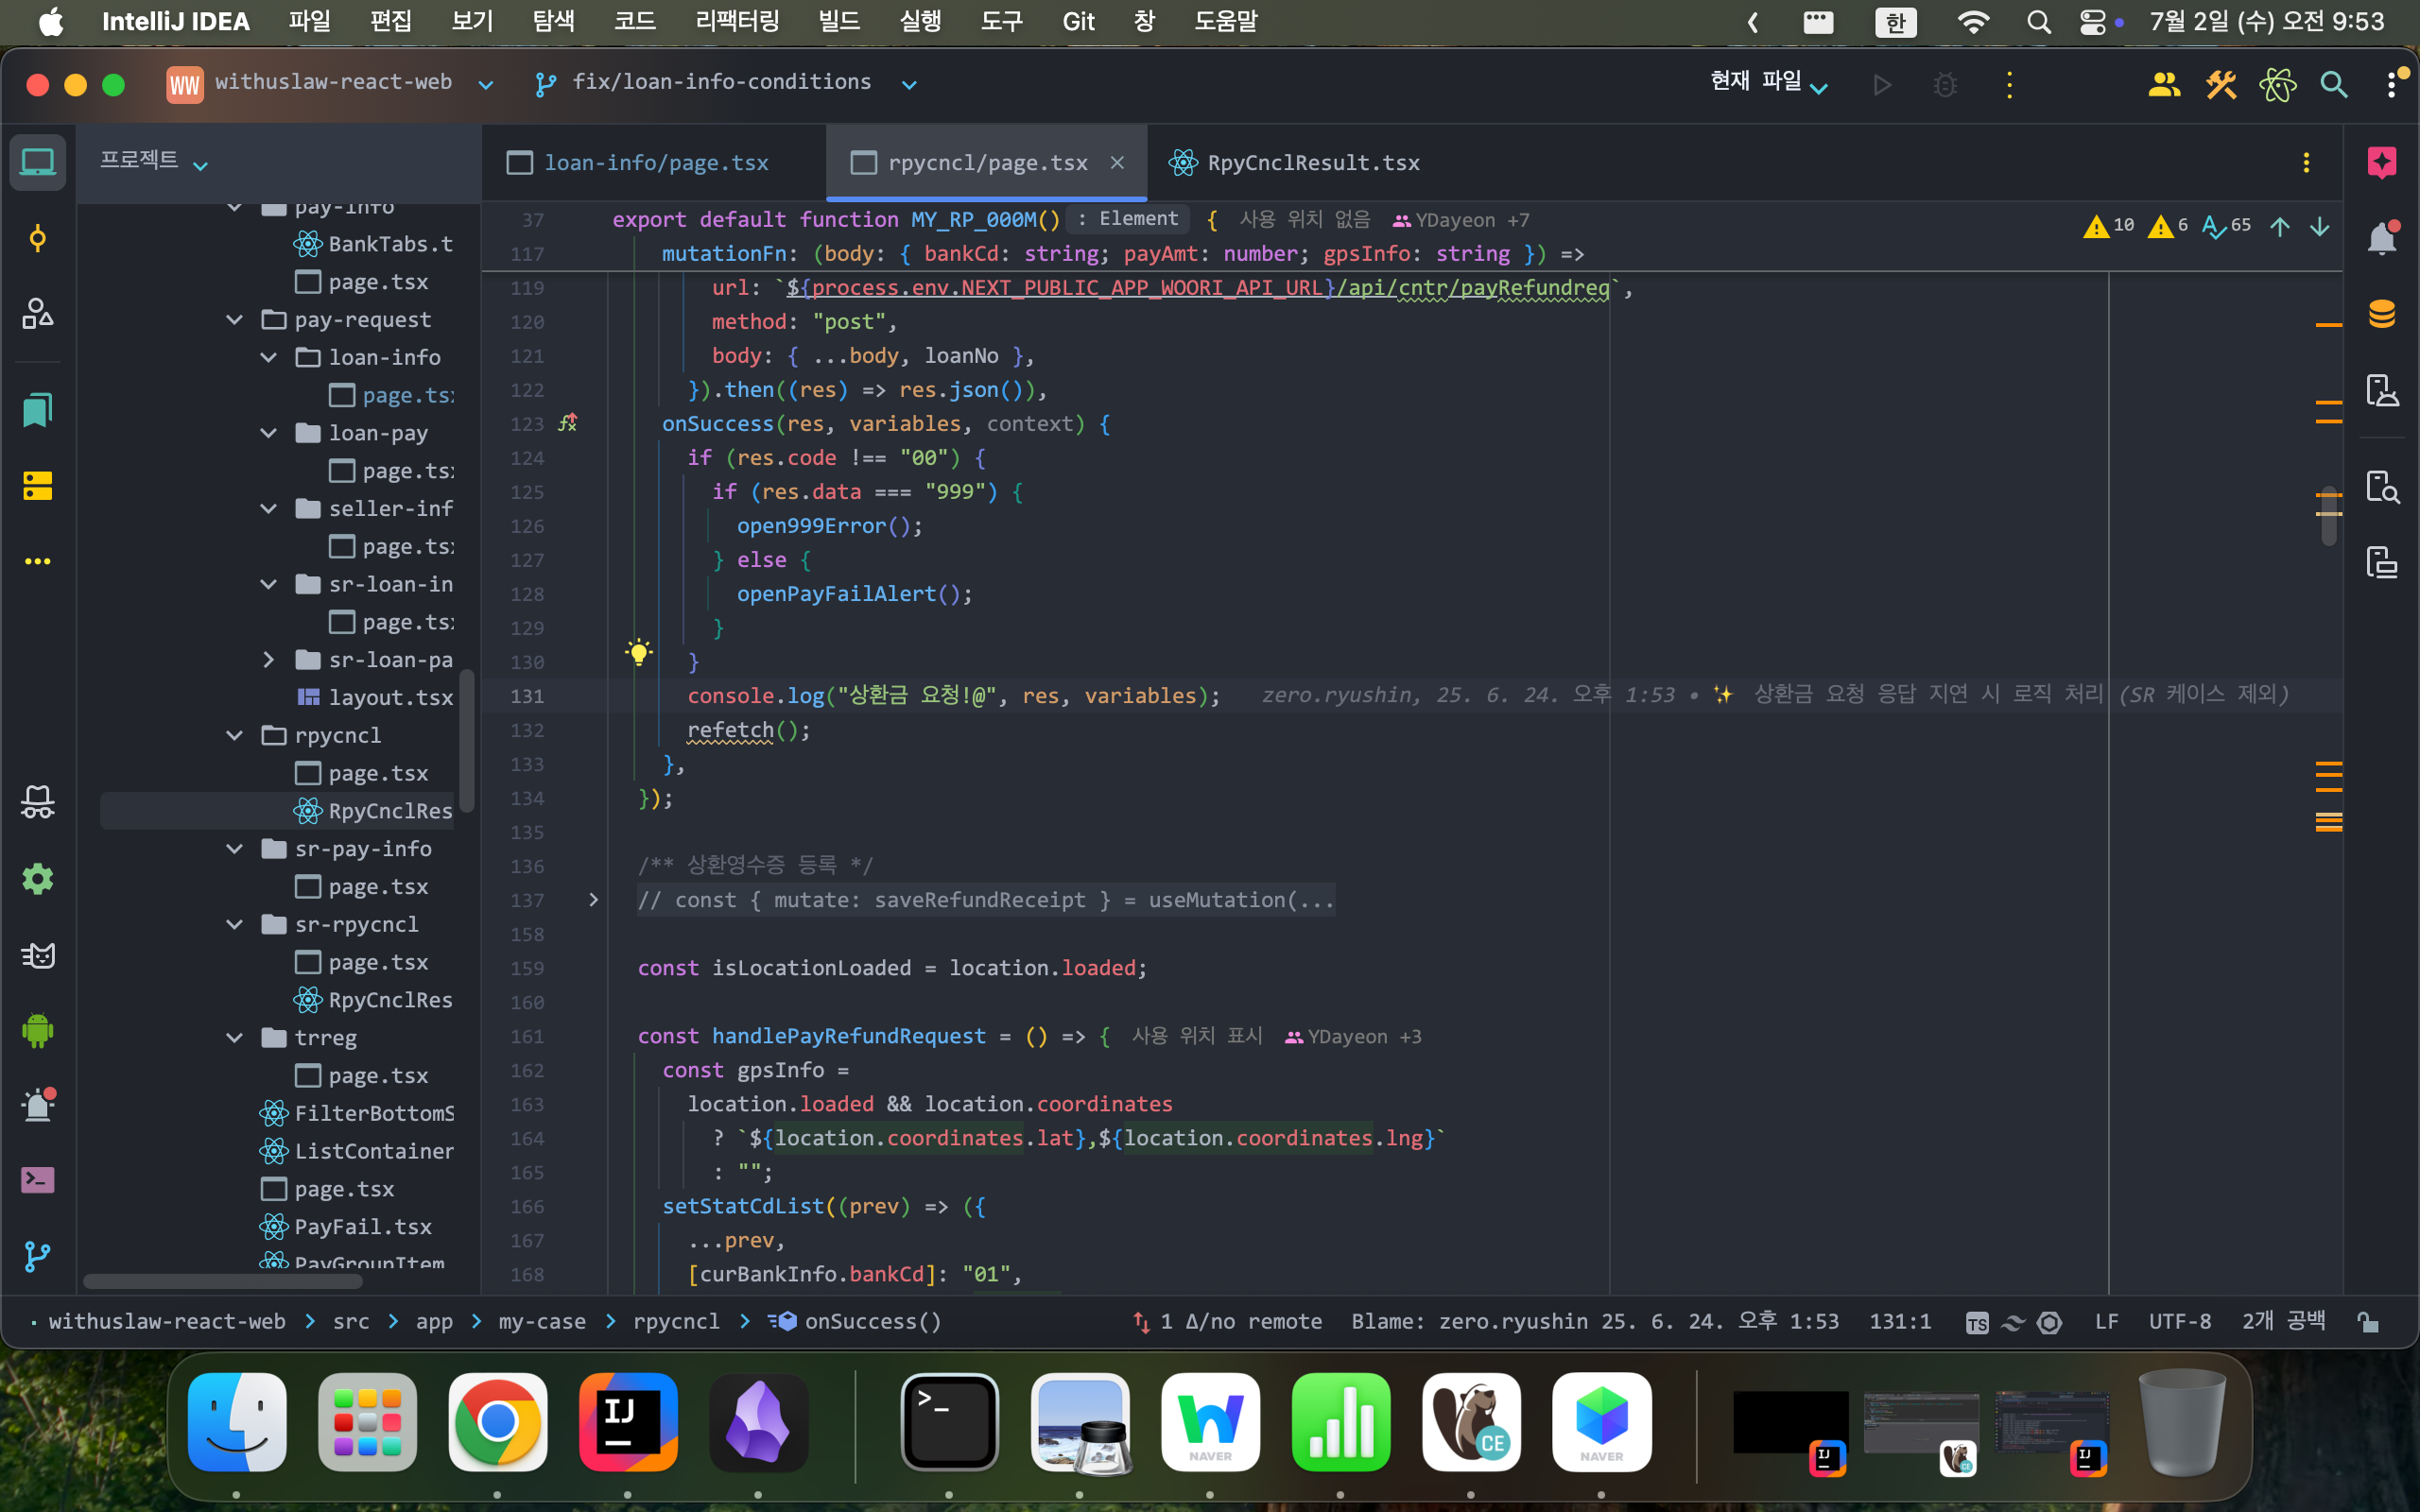 IntelliJ IDEA 파일 편집 보기 탐색 코드 리팩터링 빌드 실행 도구 Git 창 도움말 한 7월 2일 (수) 오전 9:53
WW withuslaw-react-web fix/loan-info-conditions 현재 파일
프로젝트
loan-info/page.tsx rpycncl/page.tsx RpyCnclResult.tsx
pay-info
BankTabs.t
page.tsx
pay-request
loan-info
page.ts
loan-pay
page.ts
seller-inf
page.ts
sr-loan-in
page.ts
sr-loan-pa
layout.tsx
rpycncl
page.tsx
RpyCnclRes
sr-pay-info
page.tsx
sr-rpycncl
page.tsx
RpyCnclRes
trreg
page.tsx
FilterBottomS
ListContainer
page.tsx
PayFail.tsx
PayGroupItem
10 6 65
37 export default function MY_RP_000M() : Element { 사용 위치 없음 YDayeon +7
117 mutationFn: (body: { bankCd: string; payAmt: number; gpsInfo: string }) =>
119 url: `${process.env.NEXT_PUBLIC_APP_WOORI_API_URL}/api/cntr/payRefundreq`,
120 method: "post",
121 body: { ...body, loanNo },
122 }).then((res) => res.json()),
123 onSuccess(res, variables, context) {
124 if (res.code !== "00") {
125 if (res.data === "999") {
126 open999Error();
127 } else {
128 openPayFailAlert();
129 }
130 }
131 console.log("상환금 요청!@", res, variables); zero.ryushin, 25. 6. 24. 오후 1:53 • ✨ 상환금 요청 응답 지연 시 로직 처리 (SR 케이스 제외)
132 refetch();
133 },
134 });
135
136 /** 상환영수증 등록 */
137 // const { mutate: saveRefundReceipt } = useMutation(...
158
159 const isLocationLoaded = location.loaded;
160
161 const handlePayRefundRequest = () => { 사용 위치 표시 YDayeon +3
162 const gpsInfo =
163 location.loaded && location.coordinates
164 ? `${location.coordinates.lat},${location.coordinates.lng}`
165 : "";
166 setStatCdList((prev) => ({
167 ...prev,
168 [curBankInfo.bankCd]: "01",
withuslaw-react-web > src > app > my-case > rpycncl > onSuccess() 1 Δ/no remote Blame: zero.ryushin 25. 6. 24. 오후 1:53 131:1 TS LF UTF-8 2개 공백
IJ >_ W NAVER CE NAVER IJ CE IJ